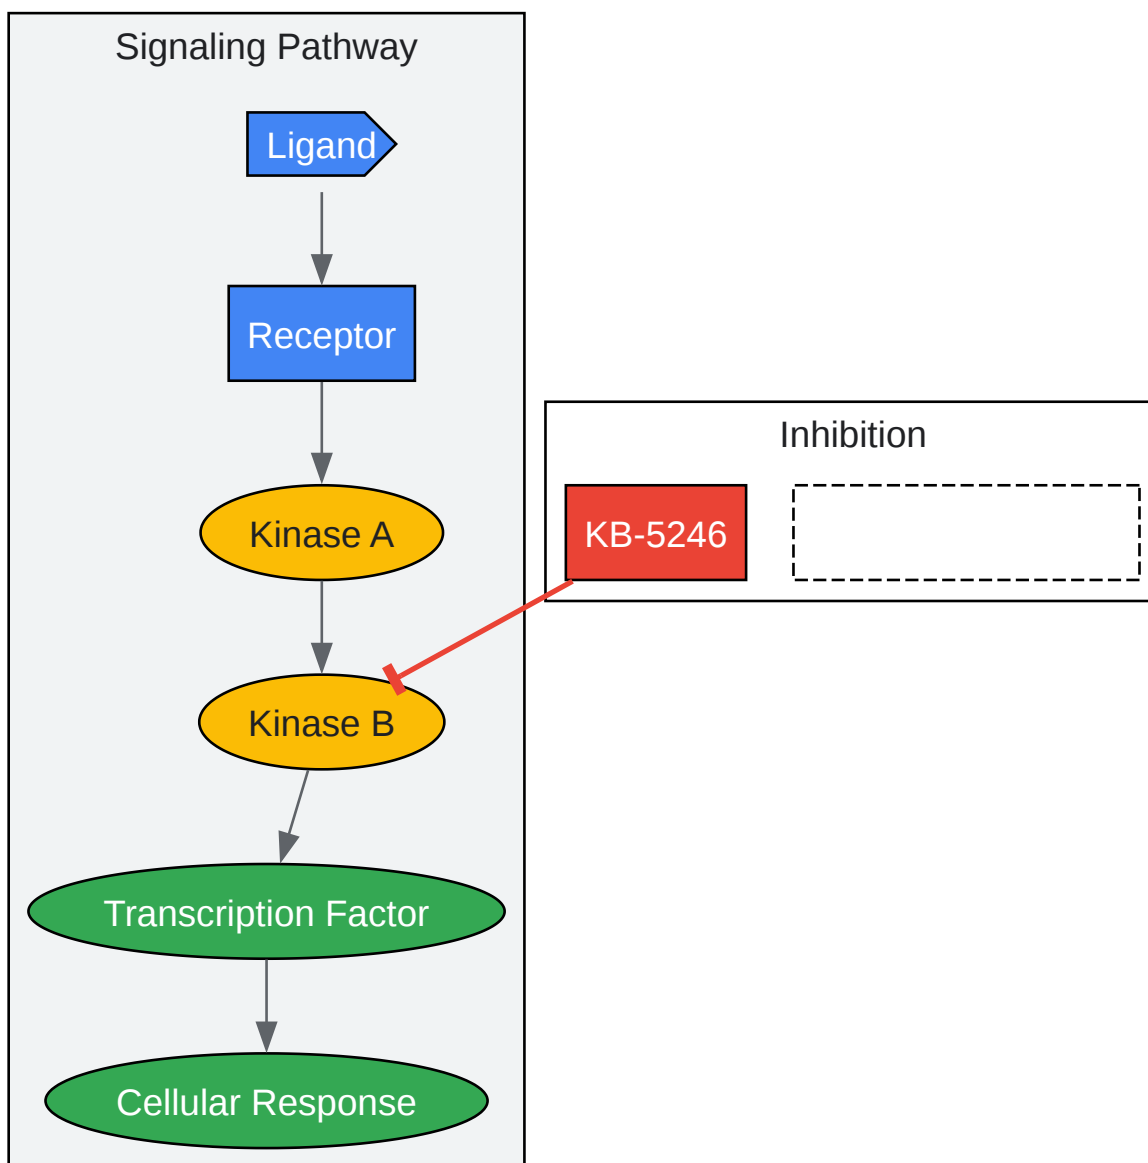 Signaling Pathway
Ligand
Receptor
Kinase A
Kinase B
Transcription Factor
Cellular Response
Inhibition
KB-5246